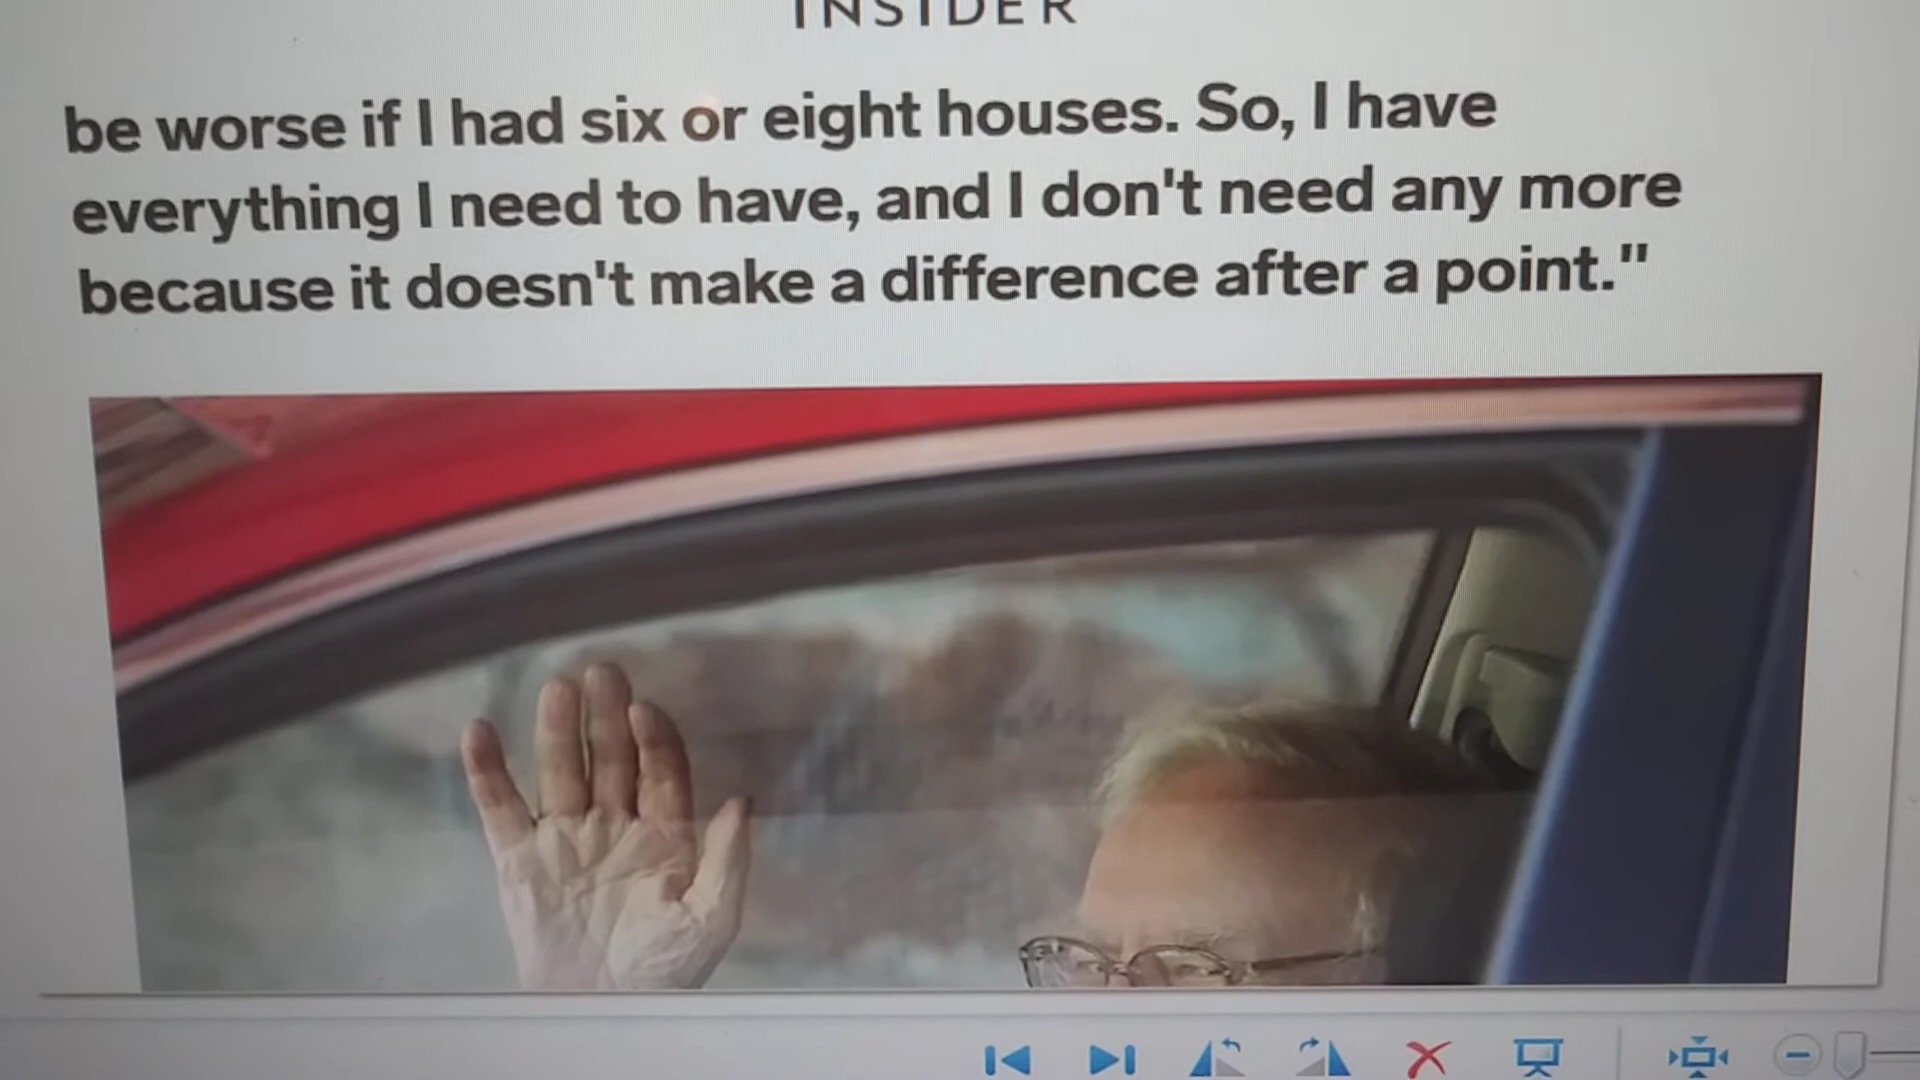 INSIDER
be worse if I had six or eight houses. So, I have
everything I need to have, and I don't need any more
because it doesn't make a difference after a point."